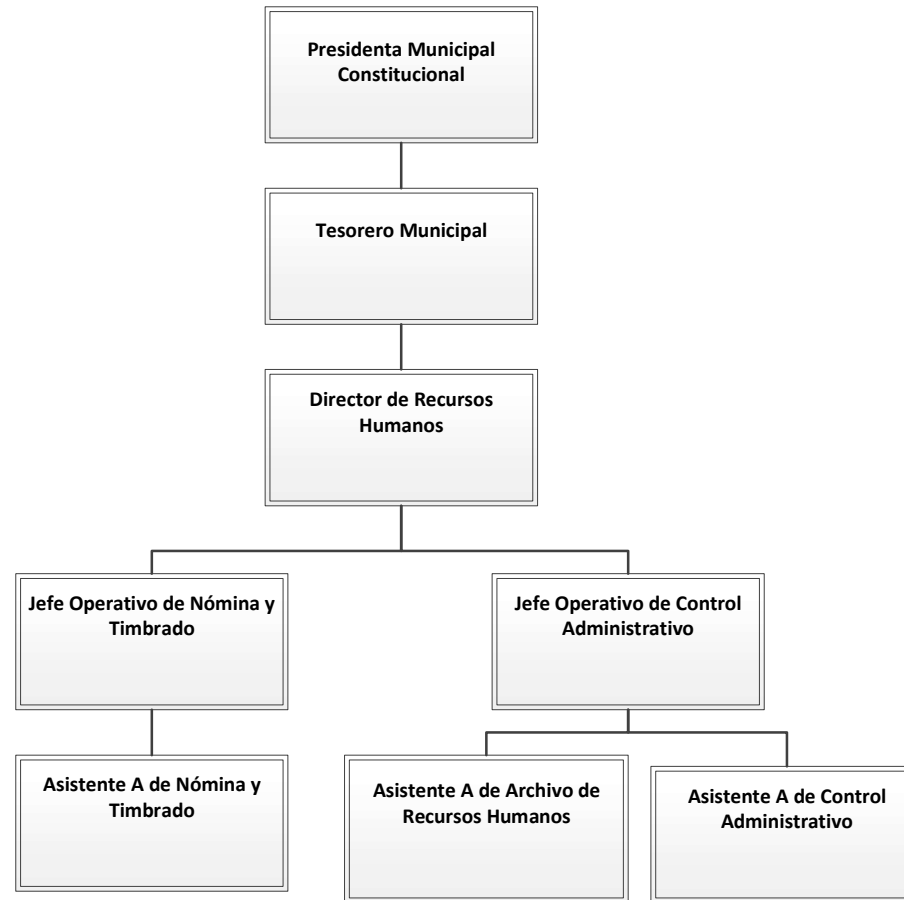 Presidenta Municipal
Constitucional
Tesorero Municipal
Director de Recursos
Humanos
Jefe Operativo de Nómina y
Timbrado
Jefe Operativo de Control
Administrativo
Asistente A de Nómina y
Timbrado
Asistente A de Archivo de
Recursos Humanos
Asistente A de Control
Administrativo